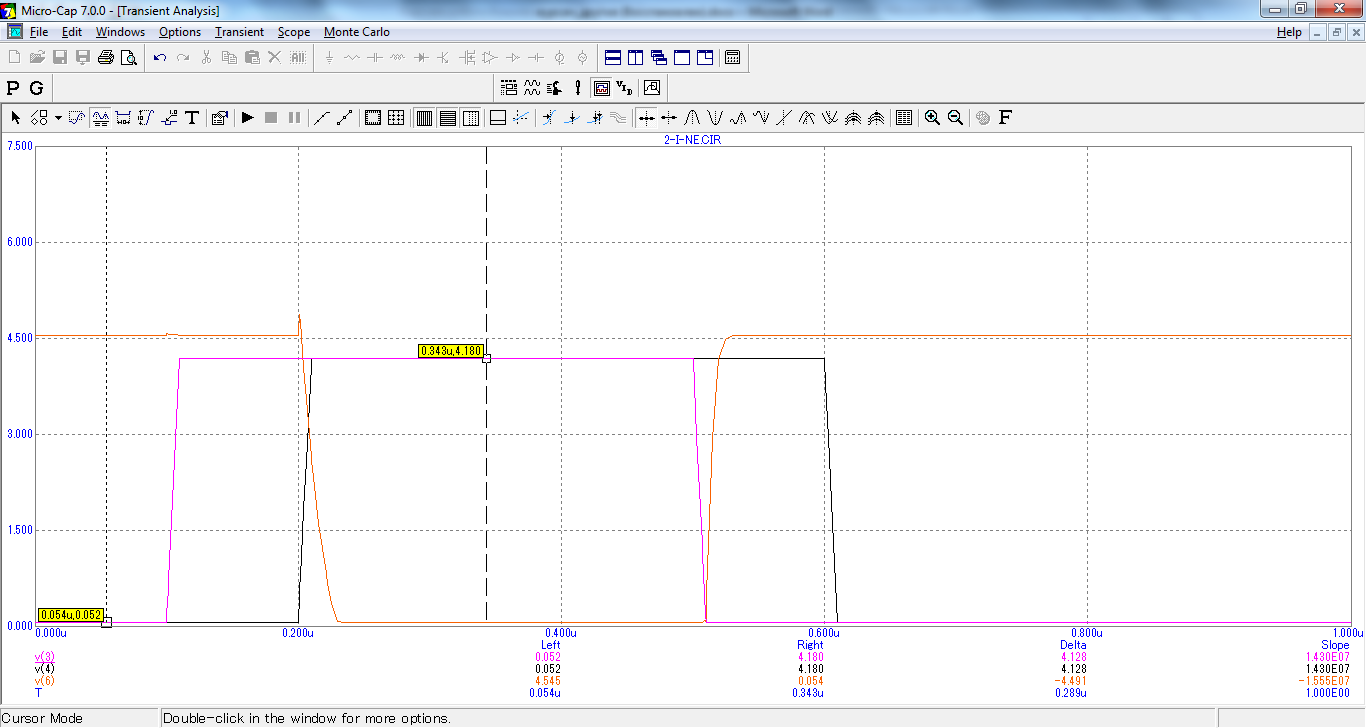 Micro-Cap 7.0.0 - [Transient Analysis]
File Edit Windows Options Transient Scope Monte Carlo Help
P G
T F
2-I-NE.CIR
7.500
6.000
4.500
3.000
1.500
0.000
0.343u,4.180
0.054u,0.052
0.000u 0.200u 0.400u 0.600u 0.800u 1.000u
Left Right Delta Slope
v(3) 0.052 4.180 4.128 1.430E07
v(4) 0.052 4.180 4.128 1.430E07
v(6) 4.545 0.054 -4.491 -1.555E07
T 0.054u 0.343u 0.289u 1.000E00
Cursor Mode Double-click in the window for more options.